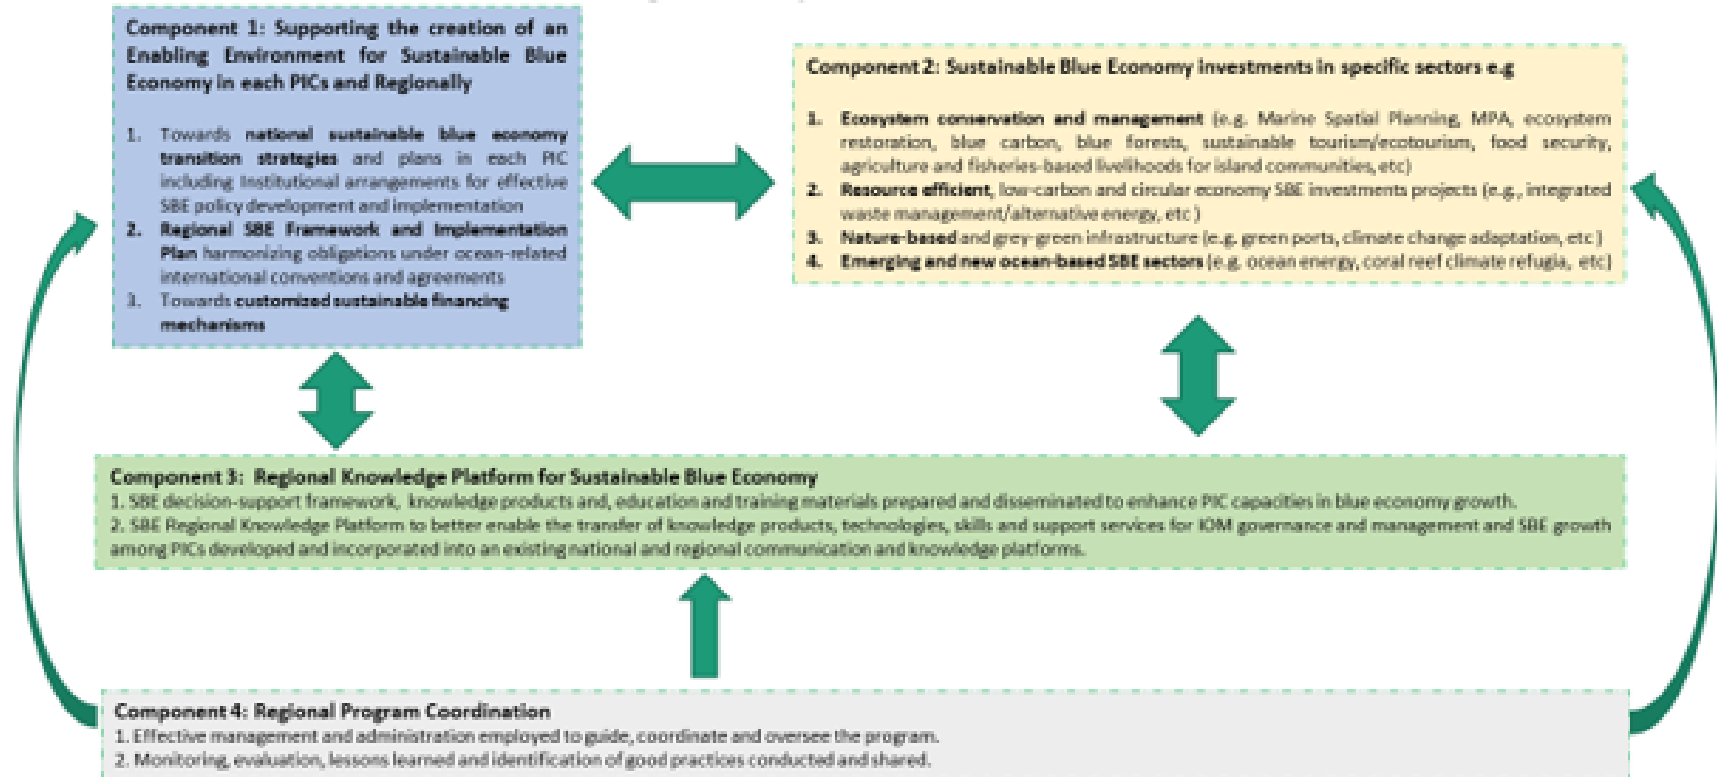 Component 1: Supporting the creation of an
Enabling Environment for Sustainable Blue
Economy in each PICs and Regionally
1. Towards national sustainable blue economy
transition strategies and plans in each PIC
including Institutional arrangements for effective
SBE policy development and implementation
2. Regional SBE Framework and Implementation
Plan harmonizing obligations under ocean-related
international conventions and agreements
3. Towards customized sustainable financing
mechanisms
Component 2: Sustainable Blue Economy investments in specific sectors e.g
1. Ecosystem conservation and management (e.g. Marine Spatial Planning, MPA, ecosystem
restoration, blue carbon, blue forests, sustainable tourism/ecotourism, food security,
agriculture and fisheries-based livelihoods for island communities, etc)
2. Resource efficient, low-carbon and circular economy SBE investments projects (e.g., integrated
waste management/alternative energy, etc )
3. Nature-based and grey-green infrastructure (e.g. green ports, climate change adaptation, etc )
4. Emerging and new ocean-based SBE sectors (e.g. ocean energy, coral reef climate refugia, etc)
Component 3: Regional Knowledge Platform for Sustainable Blue Economy
1. SBE decision-support framework, knowledge products and, education and training materials prepared and disseminated to enhance PIC capacities in blue economy growth.
2. SBE Regional Knowledge Platform to better enable the transfer of knowledge products, technologies, skills and support services for IOM governance and management and SBE growth
among PICs developed and incorporated into an existing national and regional communication and knowledge platforms.
Component 4: Regional Program Coordination
1. Effective management and administration employed to guide, coordinate and oversee the program.
2. Monitoring, evaluation, lessons learned and identification of good practices conducted and shared.